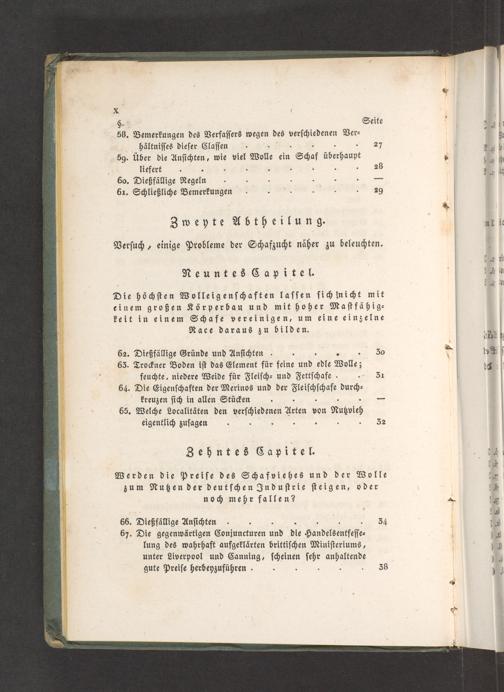 X
§. Seite
58. Bemerkungen des Verfassers wegen des verschiedenen Ver-
hältnisses dieser Classen . . . . . . 27
59. Über die Ansichten, wie viel Wolle ein Schaf überhaupt
liefert . . . . . . . . 28
60. Dießfällige Regeln . . . . . . —
61. Schließliche Bemerkungen . . . . . . 29
Zweyte Abtheilung.
Versuch, einige Probleme der Schafzucht näher zu beleuchten.
Neuntes Capitel.
Die höchsten Wolleigenschaften lassen sich nicht mit
einem großen Körperbau und mit hoher Mastfähig-
keit in einem Schafe vereinigen, um eine einzelne
Race daraus zu bilden.
62. Dießfällige Gründe und Ansichten . . . . . 30
63. Trockner Boden ist das Element für feine und edle Wolle;
feuchte, niedere Weide für Fleisch- und Fettschafe . . 31
64. Die Eigenschaften der Merinos und der Fleischschafe durch-
kreuzen sich in allen Stücken . . . . . —
65. Welche Localitäten den verschiedenen Arten von Nutzvieh
eigentlich zusagen . . . . . . . 32
Zehntes Capitel.
Werden die Preise des Schafviehes und der Wolle
zum Nutzen der deutschen Industrie steigen, oder
noch mehr fallen?
66. Dießfällige Ansichten . . . . . . . 34
67. Die gegenwärtigen Conjuncturen und die Handelsentfesse-
lung des wahrhaft aufgeklärten brittischen Ministeriums,
unter Liverpool und Canning, scheinen sehr anhaltende
gute Preise herbeyzuführen . . . . . . 38